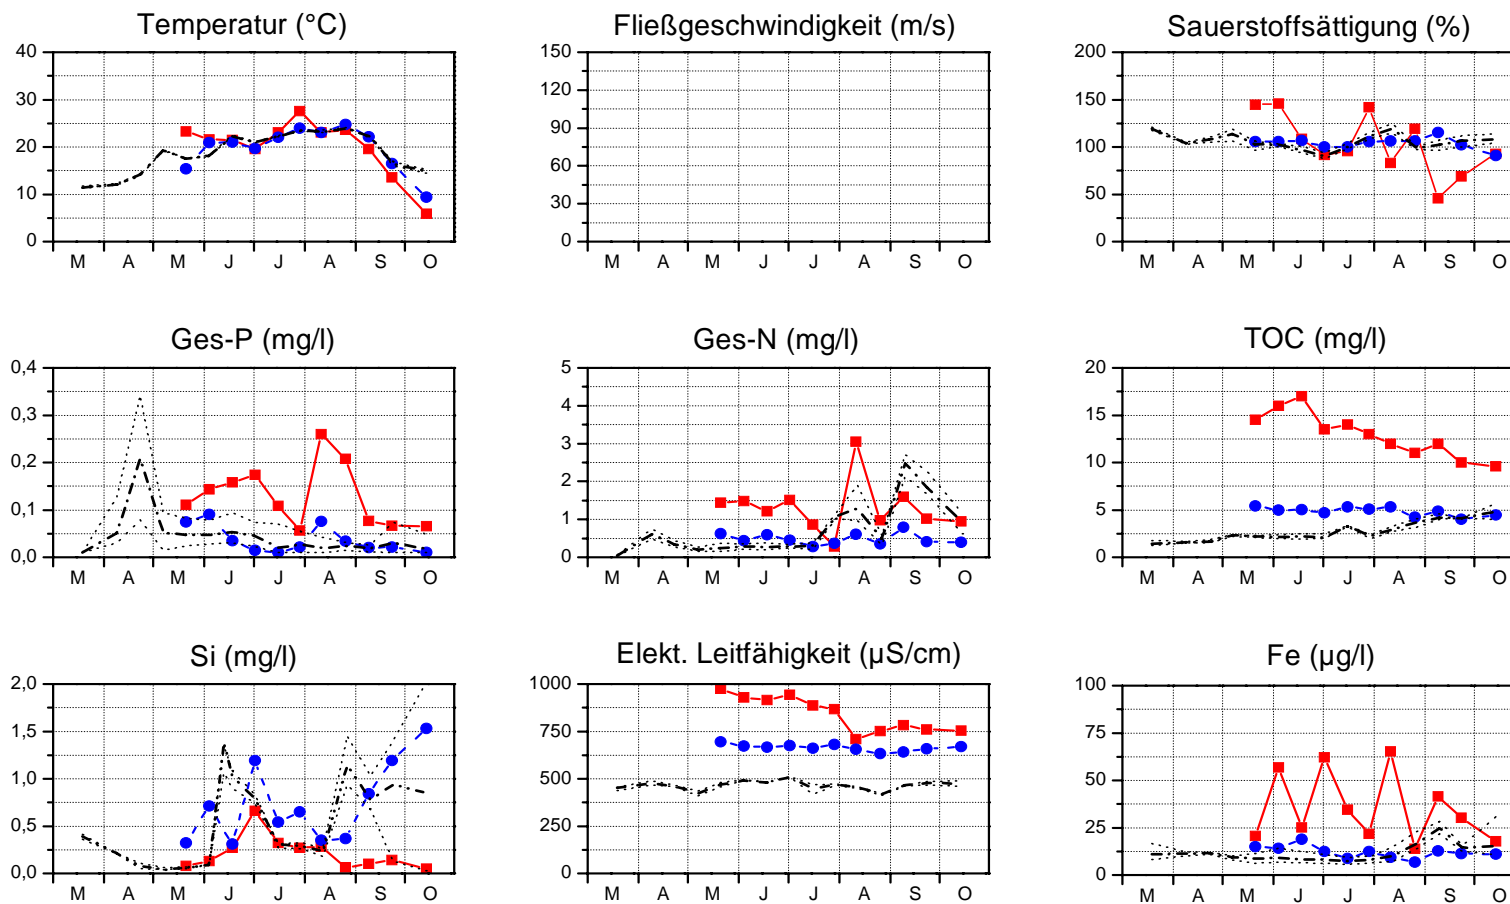 Temperatur (°C) Fließgeschwindigkeit (m/s) Sauerstoffsättigung (%)
40 150 200
30 120 150
20 90 100
10 60 50
0 30 0
0
M A M J J A S O M J J A S O M A M J J A S O
Ges-P (mg/l) Ges-N (mg/l) TOC (mg/l)
0,4 5 20
0,3 4 15
0,2 3 10
0,1 2 5
0,0 1 0
0
M A M J J A S O M A M J J A S O M A M J J A S O
Si (mg/l) Elekt. Leitfähigkeit (µS/cm) Fe (µg/l)
2,0 1000 100
1,5 750 75
1,0 500 50
0,5 250 25
0,0 0 0
M A M J J A S O M A M J J A S O M A M J J A S O